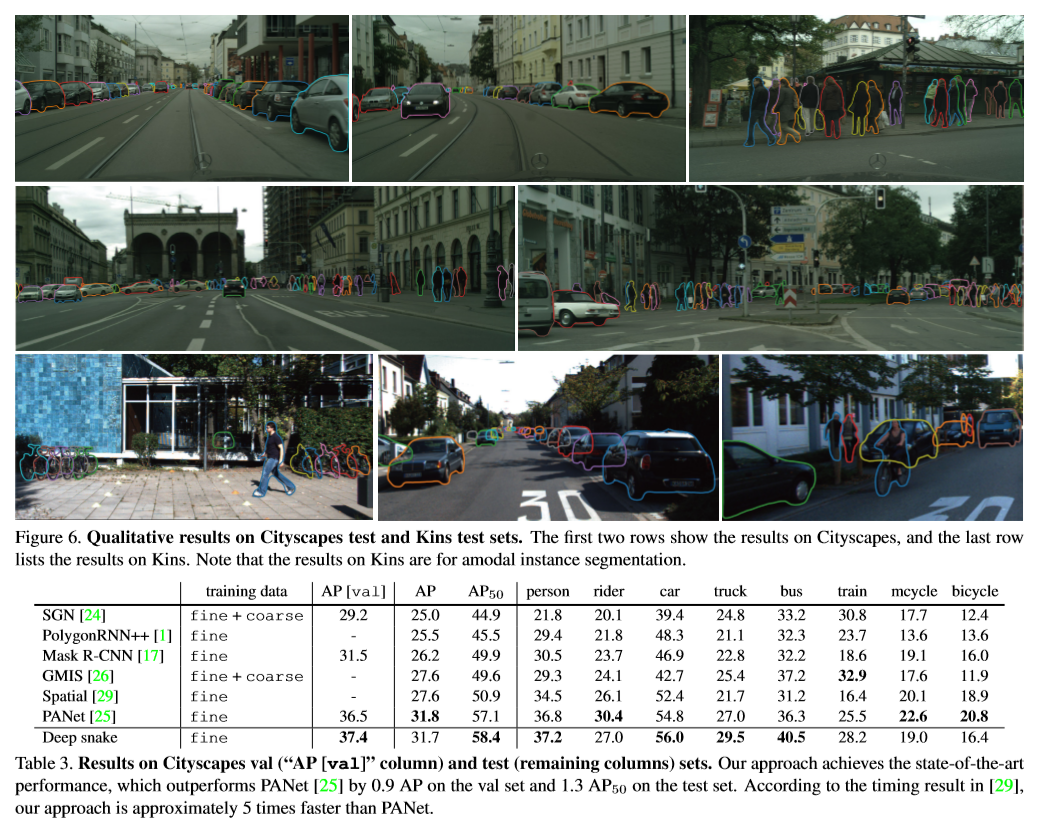 30
30
Figure 6. Qualitative results on Cityscapes test and Kins test sets. The first two rows show the results on Cityscapes, and the last row
lists the results on Kins. Note that the results on Kins are for amodal instance segmentation.
training data AP [val] AP AP50 person rider car truck bus train mcycle bicycle
SGN [24] fine + coarse 29.2 25.0 44.9 21.8 20.1 39.4 24.8 33.2 30.8 17.7 12.4
PolygonRNN++ [1] fine - 25.5 45.5 29.4 21.8 48.3 21.1 32.3 23.7 13.6 13.6
Mask R-CNN [17] fine 31.5 26.2 49.9 30.5 23.7 46.9 22.8 32.2 18.6 19.1 16.0
GMIS [26] fine + coarse - 27.6 49.6 29.3 24.1 42.7 25.4 37.2 32.9 17.6 11.9
Spatial [29] fine - 27.6 50.9 34.5 26.1 52.4 21.7 31.2 16.4 20.1 18.9
PANet [25] fine 36.5 31.8 57.1 36.8 30.4 54.8 27.0 36.3 25.5 22.6 20.8
Deep snake fine 37.4 31.7 58.4 37.2 27.0 56.0 29.5 40.5 28.2 19.0 16.4
Table 3. Results on Cityscapes val ("AP [val]" column) and test (remaining columns) sets. Our approach achieves the state-of-the-art
performance, which outperforms PANet [25] by 0.9 AP on the val set and 1.3 AP50 on the test set. According to the timing result in [29],
our approach is approximately 5 times faster than PANet.